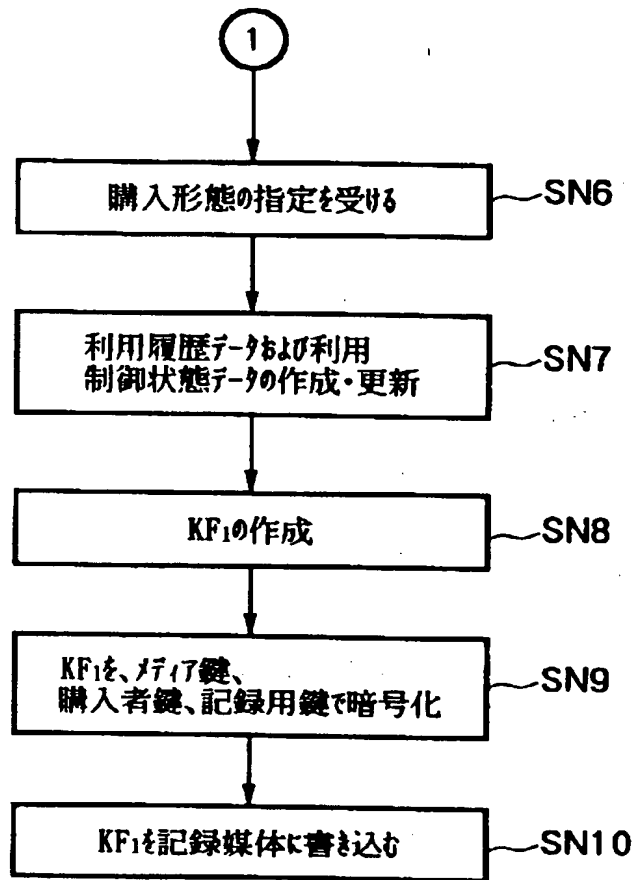 1
購入形態の指定を受ける
SN6
利用履歴データおよび利用
制御状態データの作成・更新
SN7
KF₁の作成
SN8
KF₁を、メディア鍵、
購入者鍵、記録用鍵で暗号化
SN9
KF₁を記録媒体に書き込む
SN10